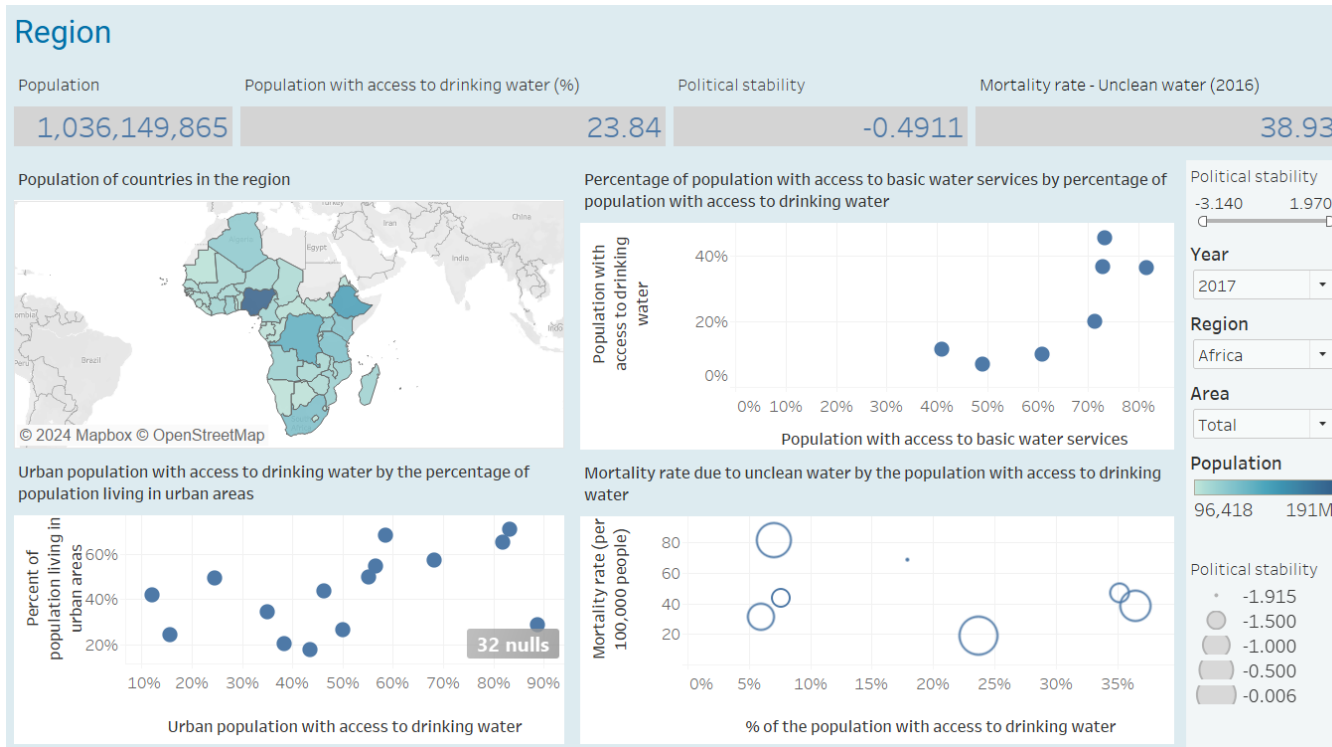 Region
Population
Population with access to drinking water (%)
Political stability
Mortality rate - Unclean water (2016)
1,036,149,865
23.84
-0.4911
38.93
Population of countries in the region
Turkey
China
Iran
Algeria
Egypt
India
Brazil
© 2024 Mapbox © OpenStreetMap
Percentage of population with access to basic water services by percentage of
population with access to drinking water
Population with
access to drinking
water
40%
20%
0%
0% 10% 20% 30% 40% 50% 60% 70% 80%
Population with access to basic water services
Political stability
-3.140 1.970
Year
2017
Region
Africa
Area
Total
Population
96,418 191M
Political stability
-1.915
-1.500
-1.000
-0.500
-0.006
Urban population with access to drinking water by the percentage of
population living in urban areas
Percent of
population living in
urban areas
60%
40%
20%
32 nulls
10% 20% 30% 40% 50% 60% 70% 80% 90%
Urban population with access to drinking water
Mortality rate due to unclean water by the population with access to drinking
water
Mortality rate (per
100,000 people)
80
60
40
20
0% 5% 10% 15% 20% 25% 30% 35%
% of the population with access to drinking water